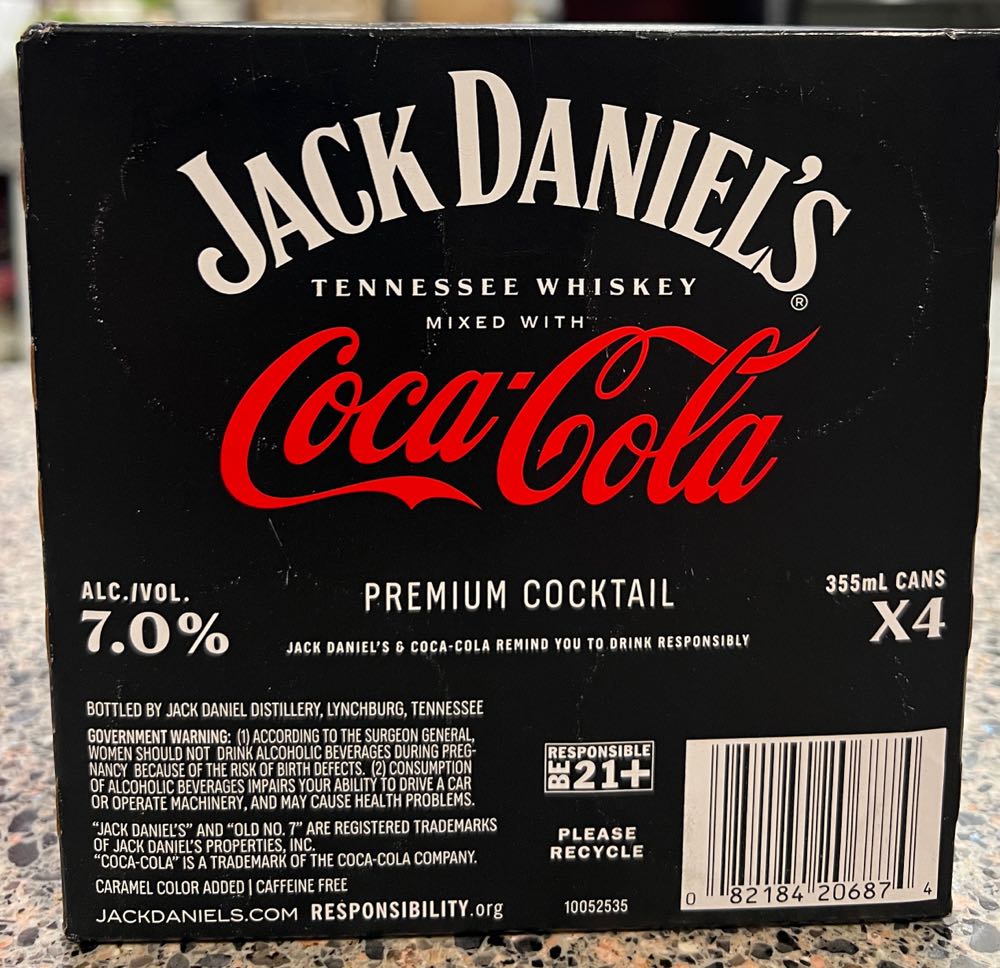 JACK DANIEL'S
®
TENNESSEE WHISKEY
MIXED WITH
Coca-Cola
ALC./VOL.
7.0%
PREMIUM COCKTAIL
355mL CANS
X4
JACK DANIEL'S & COCA-COLA REMIND YOU TO DRINK RESPONSIBLY
BOTTLED BY JACK DANIEL DISTILLERY, LYNCHBURG, TENNESSEE
GOVERNMENT WARNING: (1) ACCORDING TO THE SURGEON GENERAL,
WOMEN SHOULD NOT DRINK ALCOHOLIC BEVERAGES DURING PREG-
NANCY BECAUSE OF THE RISK OF BIRTH DEFECTS. (2) CONSUMPTION
OF ALCOHOLIC BEVERAGES IMPAIRS YOUR ABILITY TO DRIVE A CAR
OR OPERATE MACHINERY, AND MAY CAUSE HEALTH PROBLEMS.
"JACK DANIEL'S" AND "OLD NO. 7" ARE REGISTERED TRADEMARKS
OF JACK DANIEL'S PROPERTIES, INC.
"COCA-COLA" IS A TRADEMARK OF THE COCA-COLA COMPANY.
CARAMEL COLOR ADDED | CAFFEINE FREE
JACKDANIELS.COM RESPONSIBILITY.org
RESPONSIBLE
BE 21+
PLEASE
RECYCLE
10052535
0 82184 20687 4